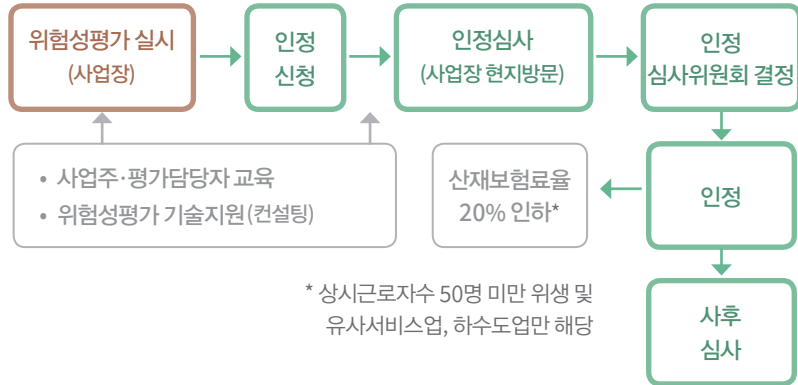 위험성평가 실시
(사업장)
인정
신청
인정심사
(사업장 현지방문)
인정
심사위원회 결정
• 사업주·평가담당자 교육
• 위험성평가 기술지원(컨설팅)
산재보험료율
20% 인하*
인정
* 상시근로자수 50명 미만 위생 및
유사서비스업, 하수도업만 해당
사후
심사